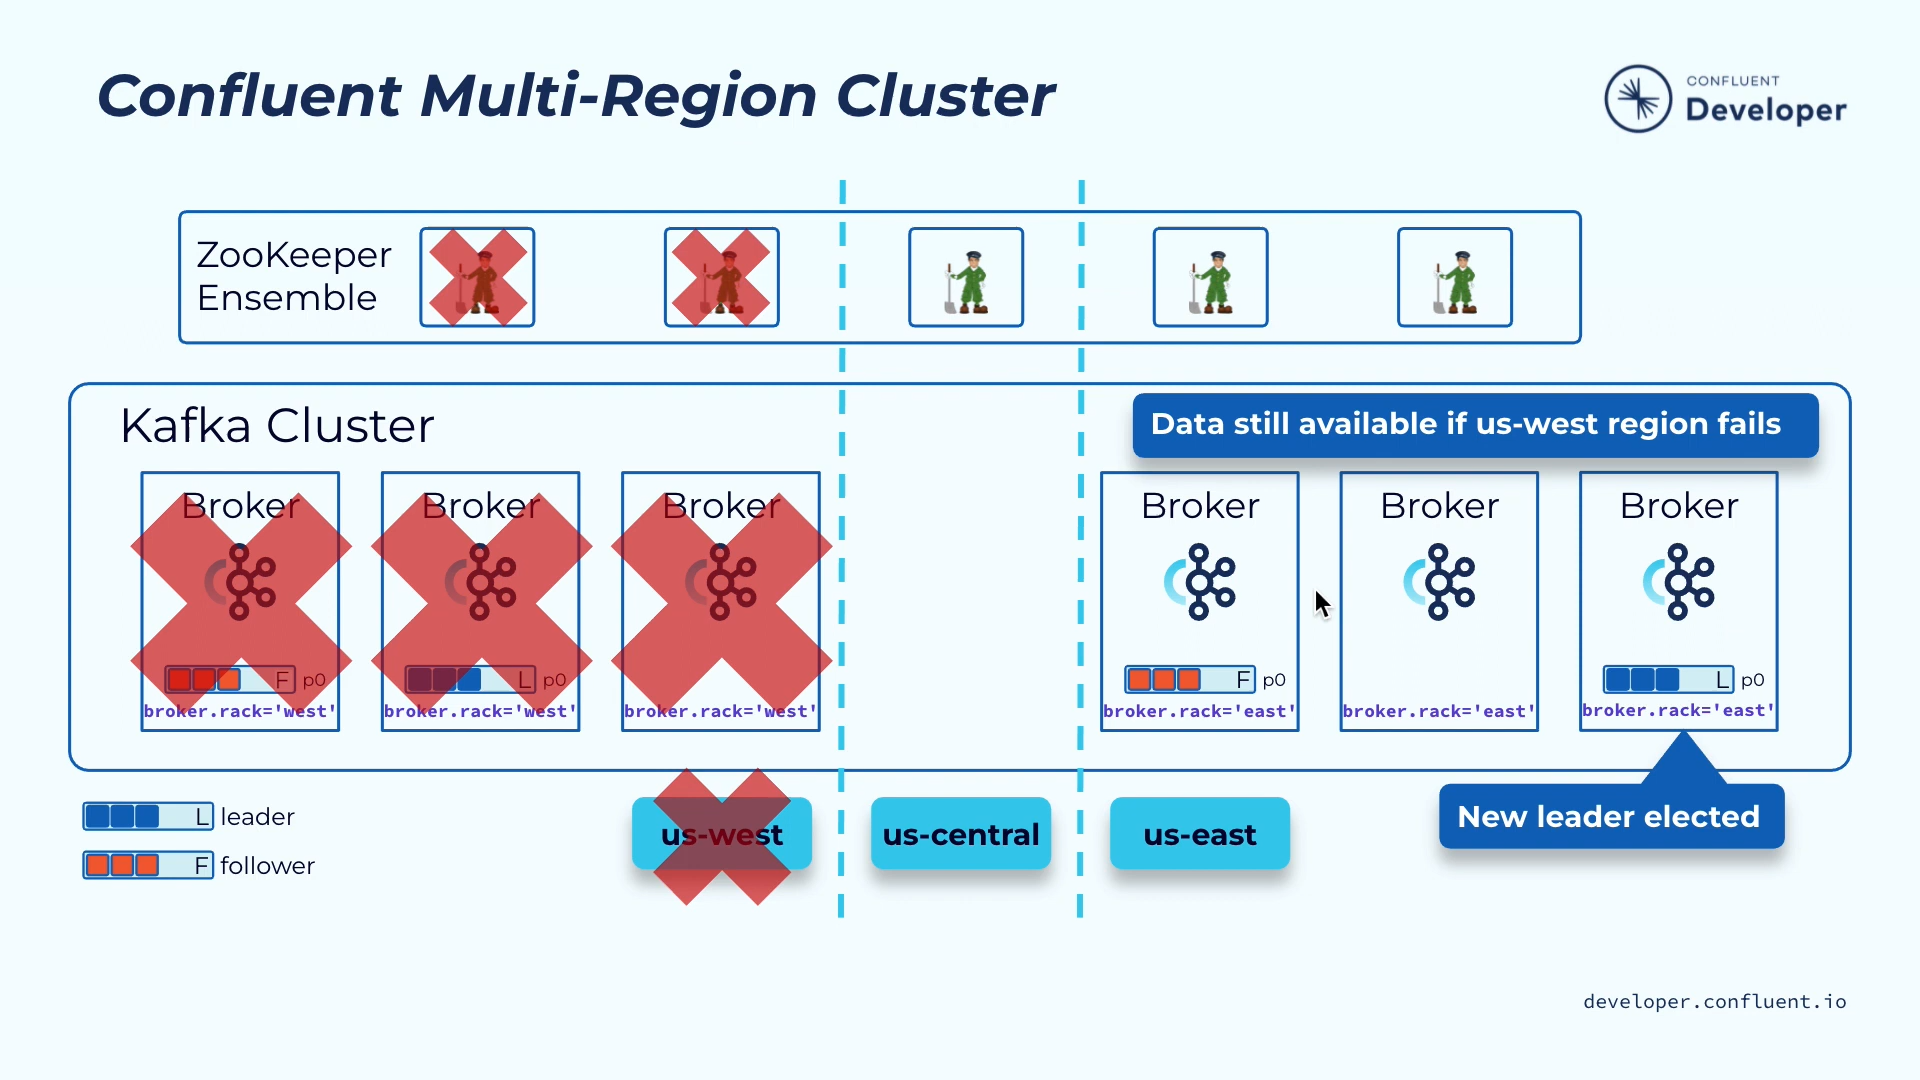 Confluent Multi-Region Cluster
CONFLUENT
Developer
ZooKeeper
Ensemble
Kafka Cluster
Data still available if us-west region fails
Broker
F p0
broker.rack='west'
Broker
L p0
broker.rack='west'
Broker
broker.rack='west'
Broker
F p0
broker.rack='east'
Broker
broker.rack='east'
Broker
L p0
broker.rack='east'
L leader
F follower
us-west
us-central
us-east
New leader elected
developer.confluent.io